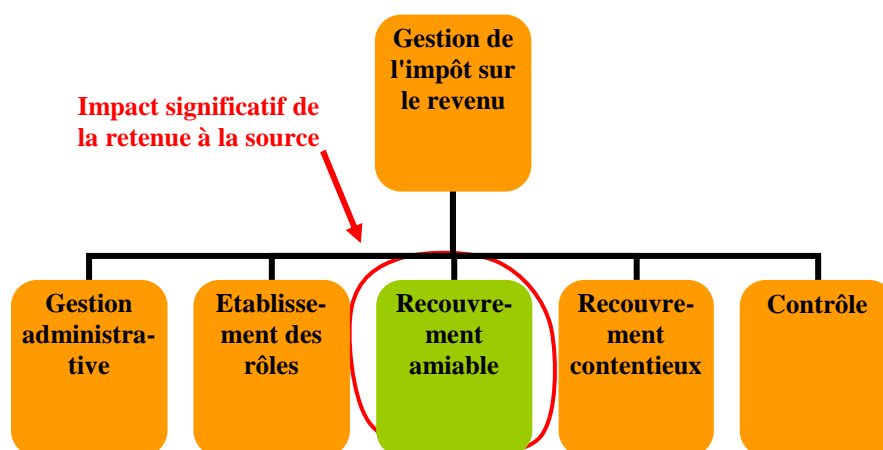 Gestion de
l'impôt sur
le revenu
Impact significatif de
la retenue à la source
Gestion
administra-
tive
Etablisse-
ment des
rôles
Recouvre-
ment
amiable
Recouvre-
ment
contentieux
Contrôle